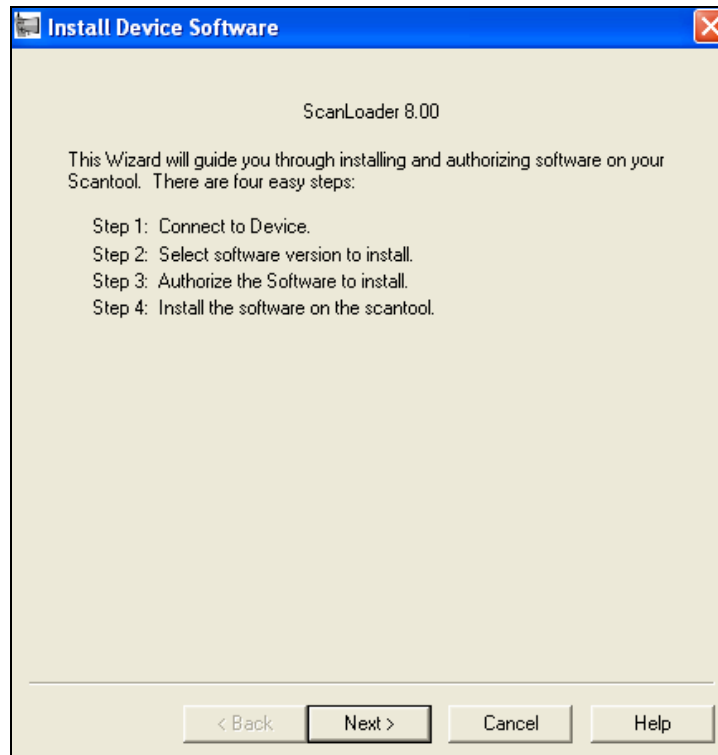 Install Device Software
ScanLoader 8.00
This Wizard will guide you through installing and authorizing software on your
Scantool.  There are four easy steps:
Step 1:  Connect to Device.
Step 2:  Select software version to install.
Step 3:  Authorize the Software to install.
Step 4:  Install the software on the scantool.
< Back Next > Cancel Help